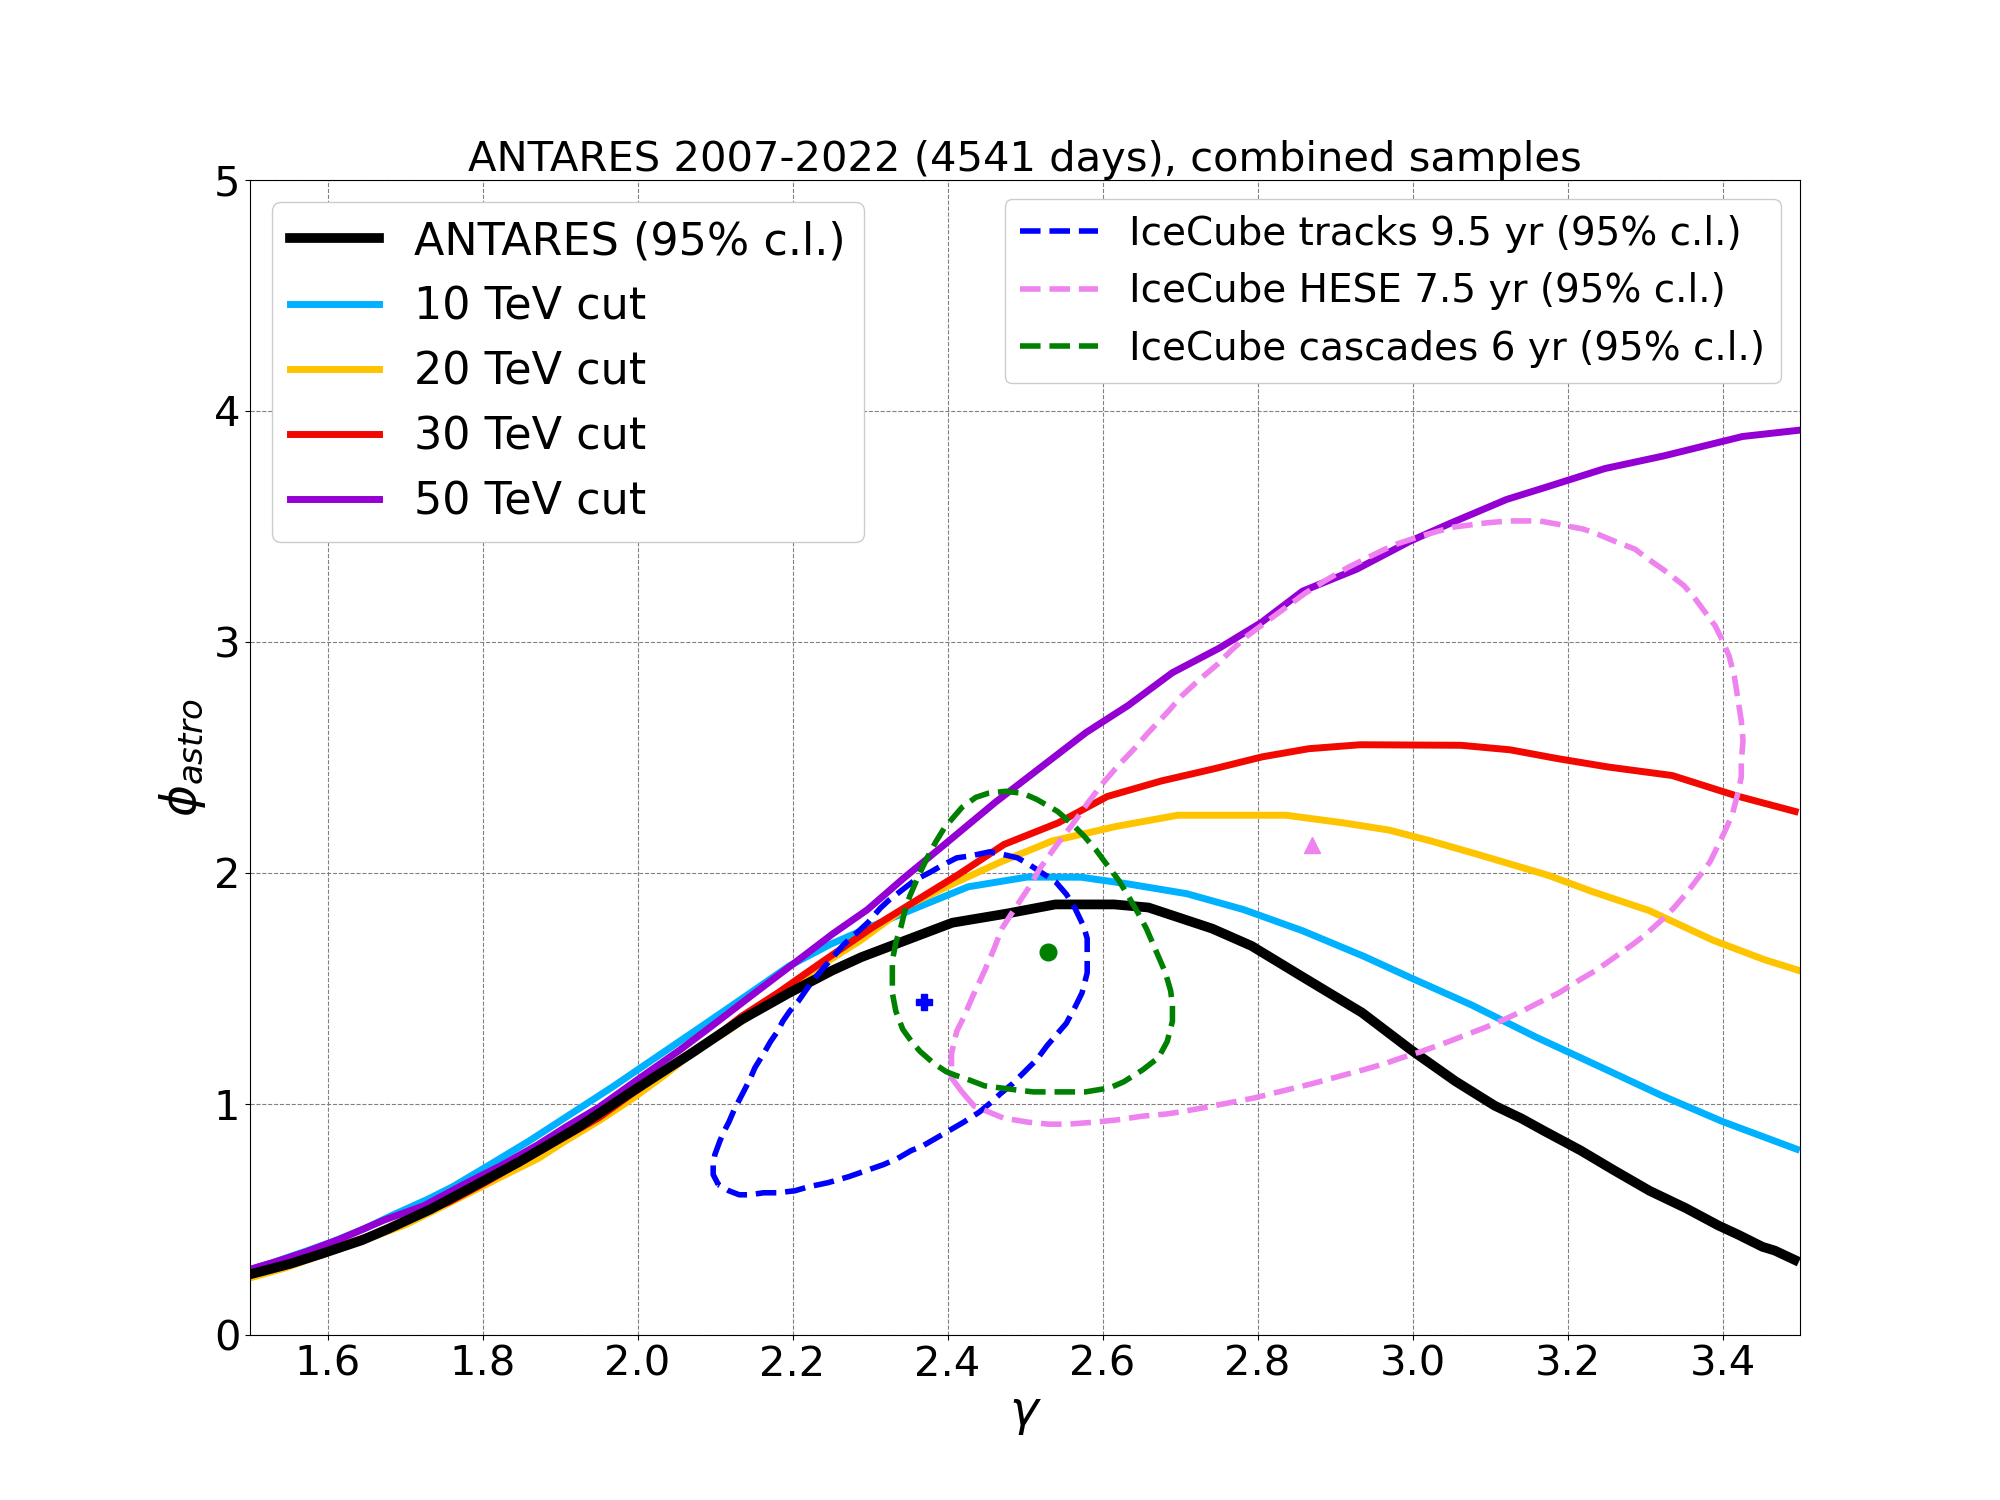 ANTARES 2007-2022 (4541 days), combined samples
ANTARES (95% c.l.)
10 TeV cut
20 TeV cut
30 TeV cut
50 TeV cut
IceCube tracks 9.5 yr (95% c.l.)
IceCube HESE 7.5 yr (95% c.l.)
IceCube cascades 6 yr (95% c.l.)
5
4
3
2
1
0
ϕastro
1.6 1.8 2.0 2.2 2.4 2.6 2.8 3.0 3.2 3.4
γ